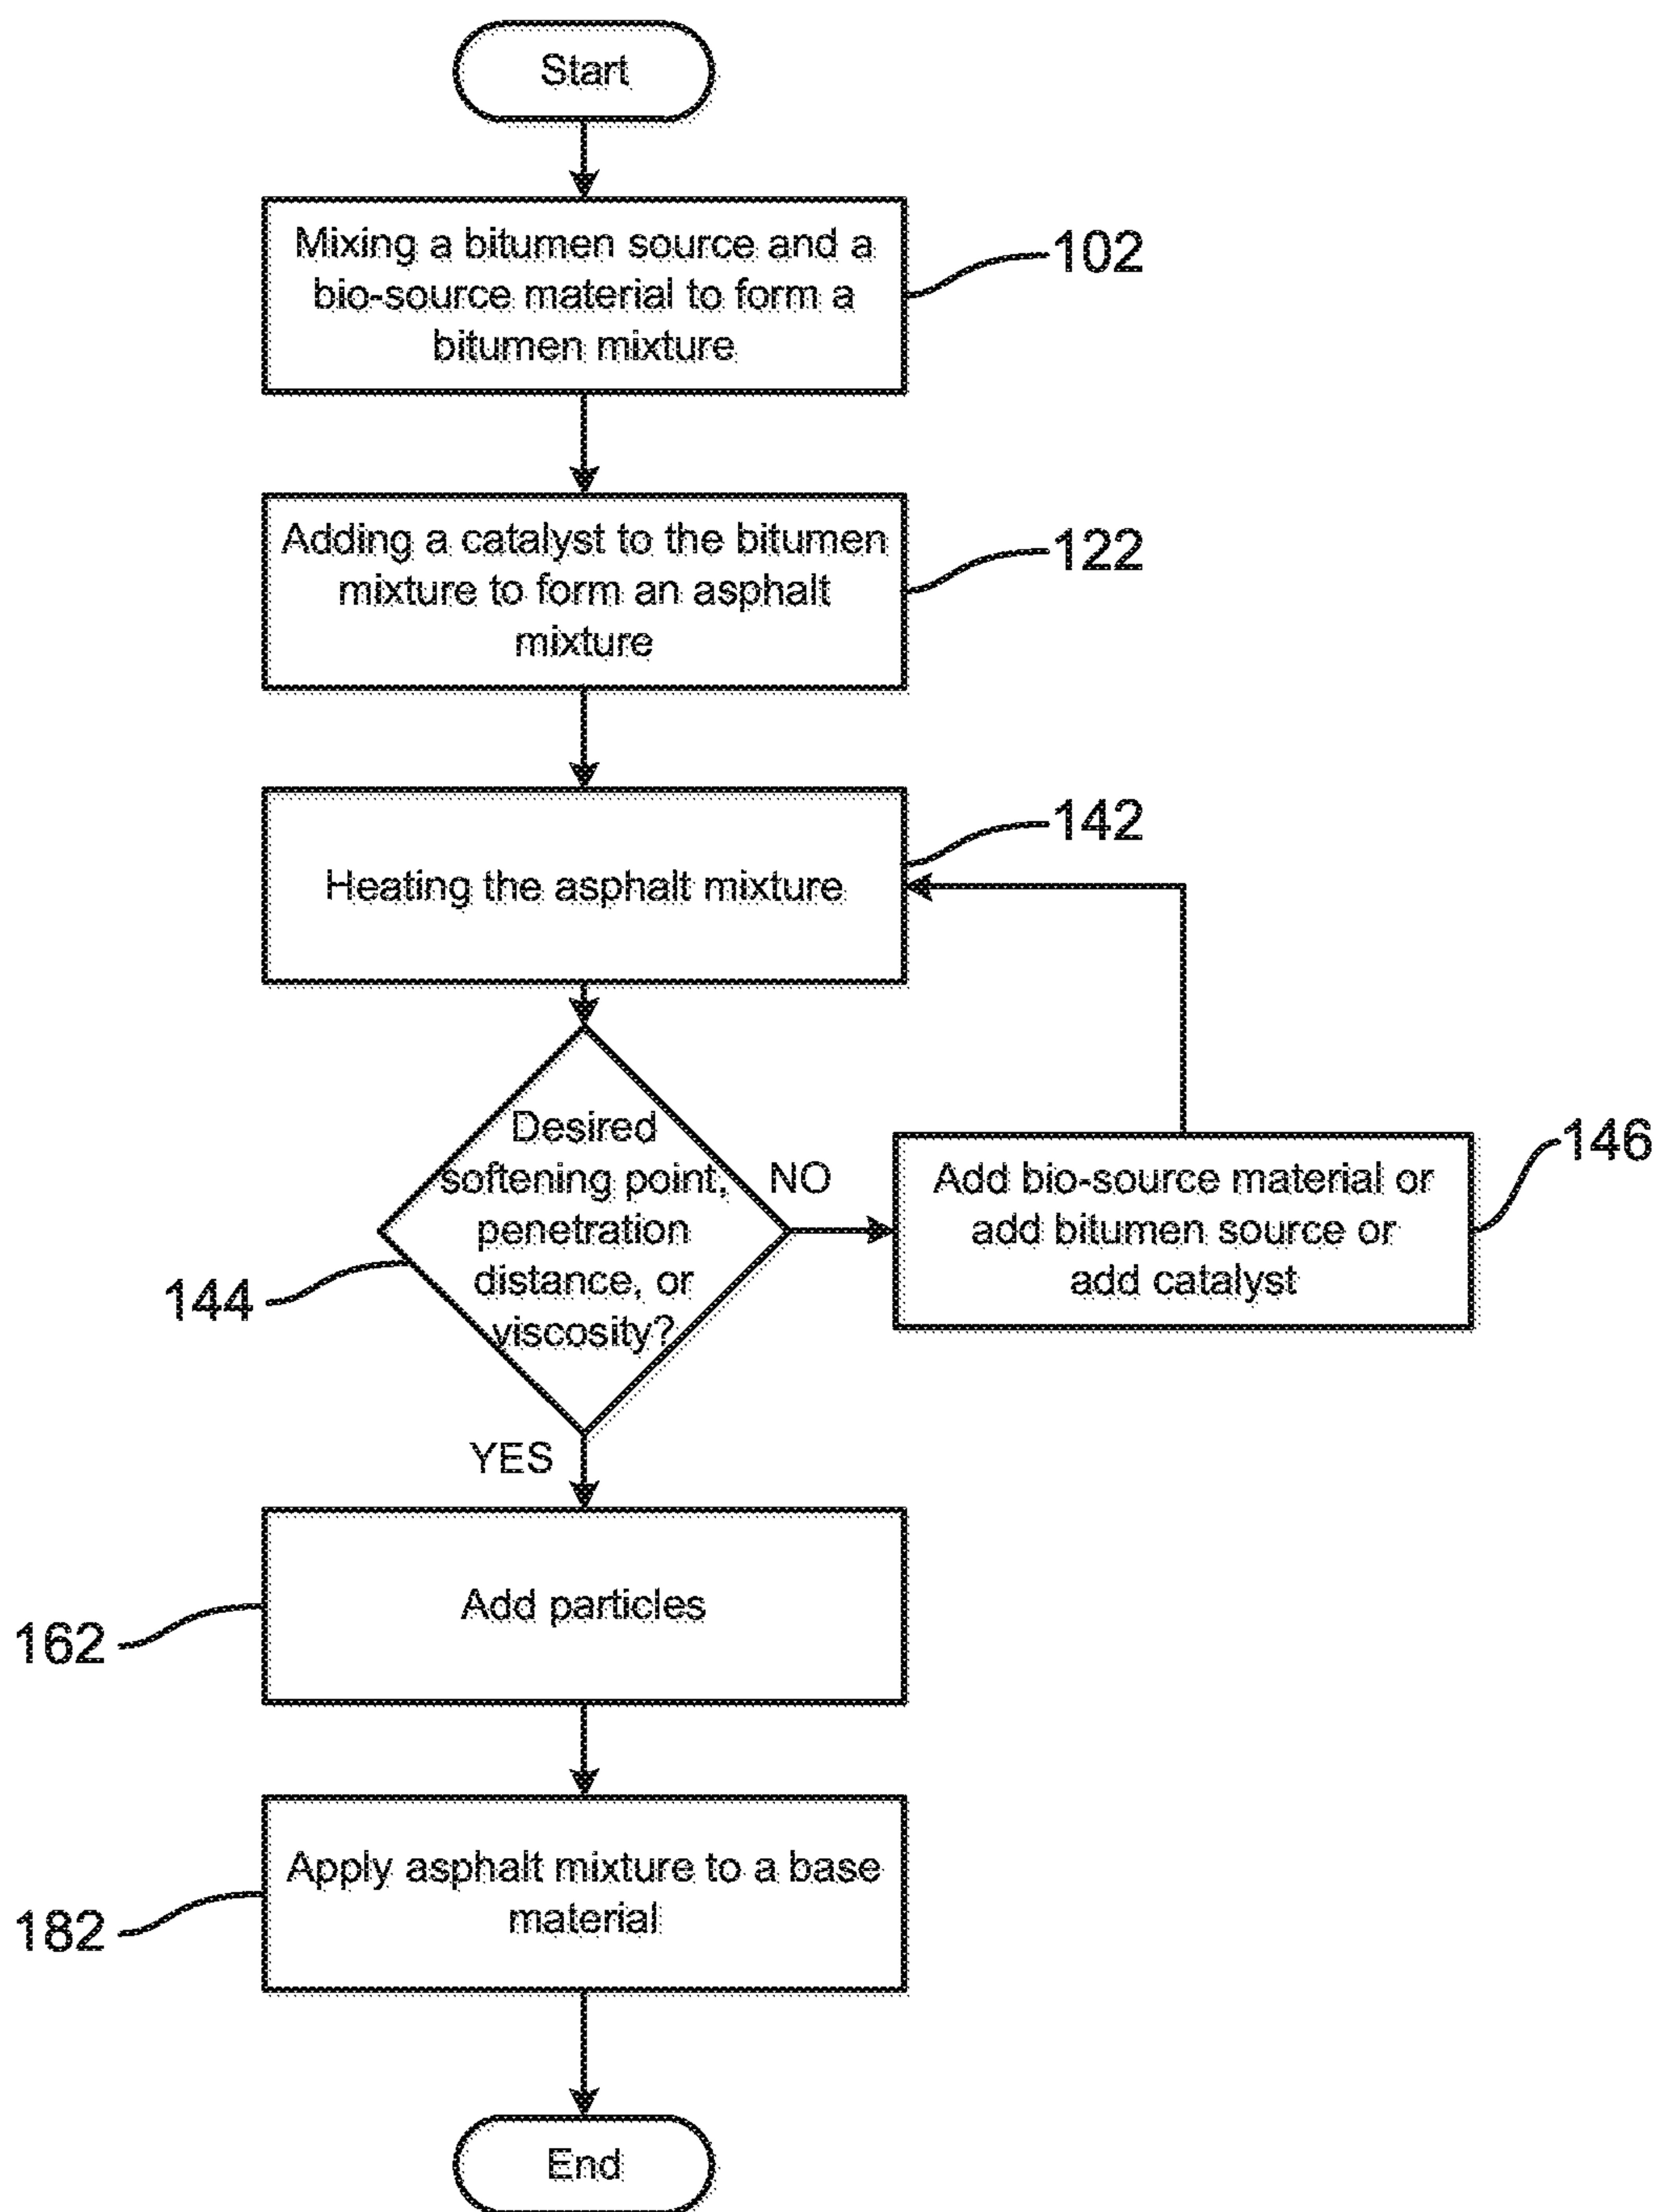 Start
Mixing a bitumen source and a
bio-source material to form a
bitumen mixture
102
Adding a catalyst to the bitumen
mixture to form an asphalt
mixture
122
Heating the asphalt mixture
142
Desired
softening point,
penetration
distance, or
viscosity?
144
NO
Add bio-source material or
add bitumen source or
add catalyst
146
YES
Add particles
162
Apply asphalt mixture to a base
material
182
End